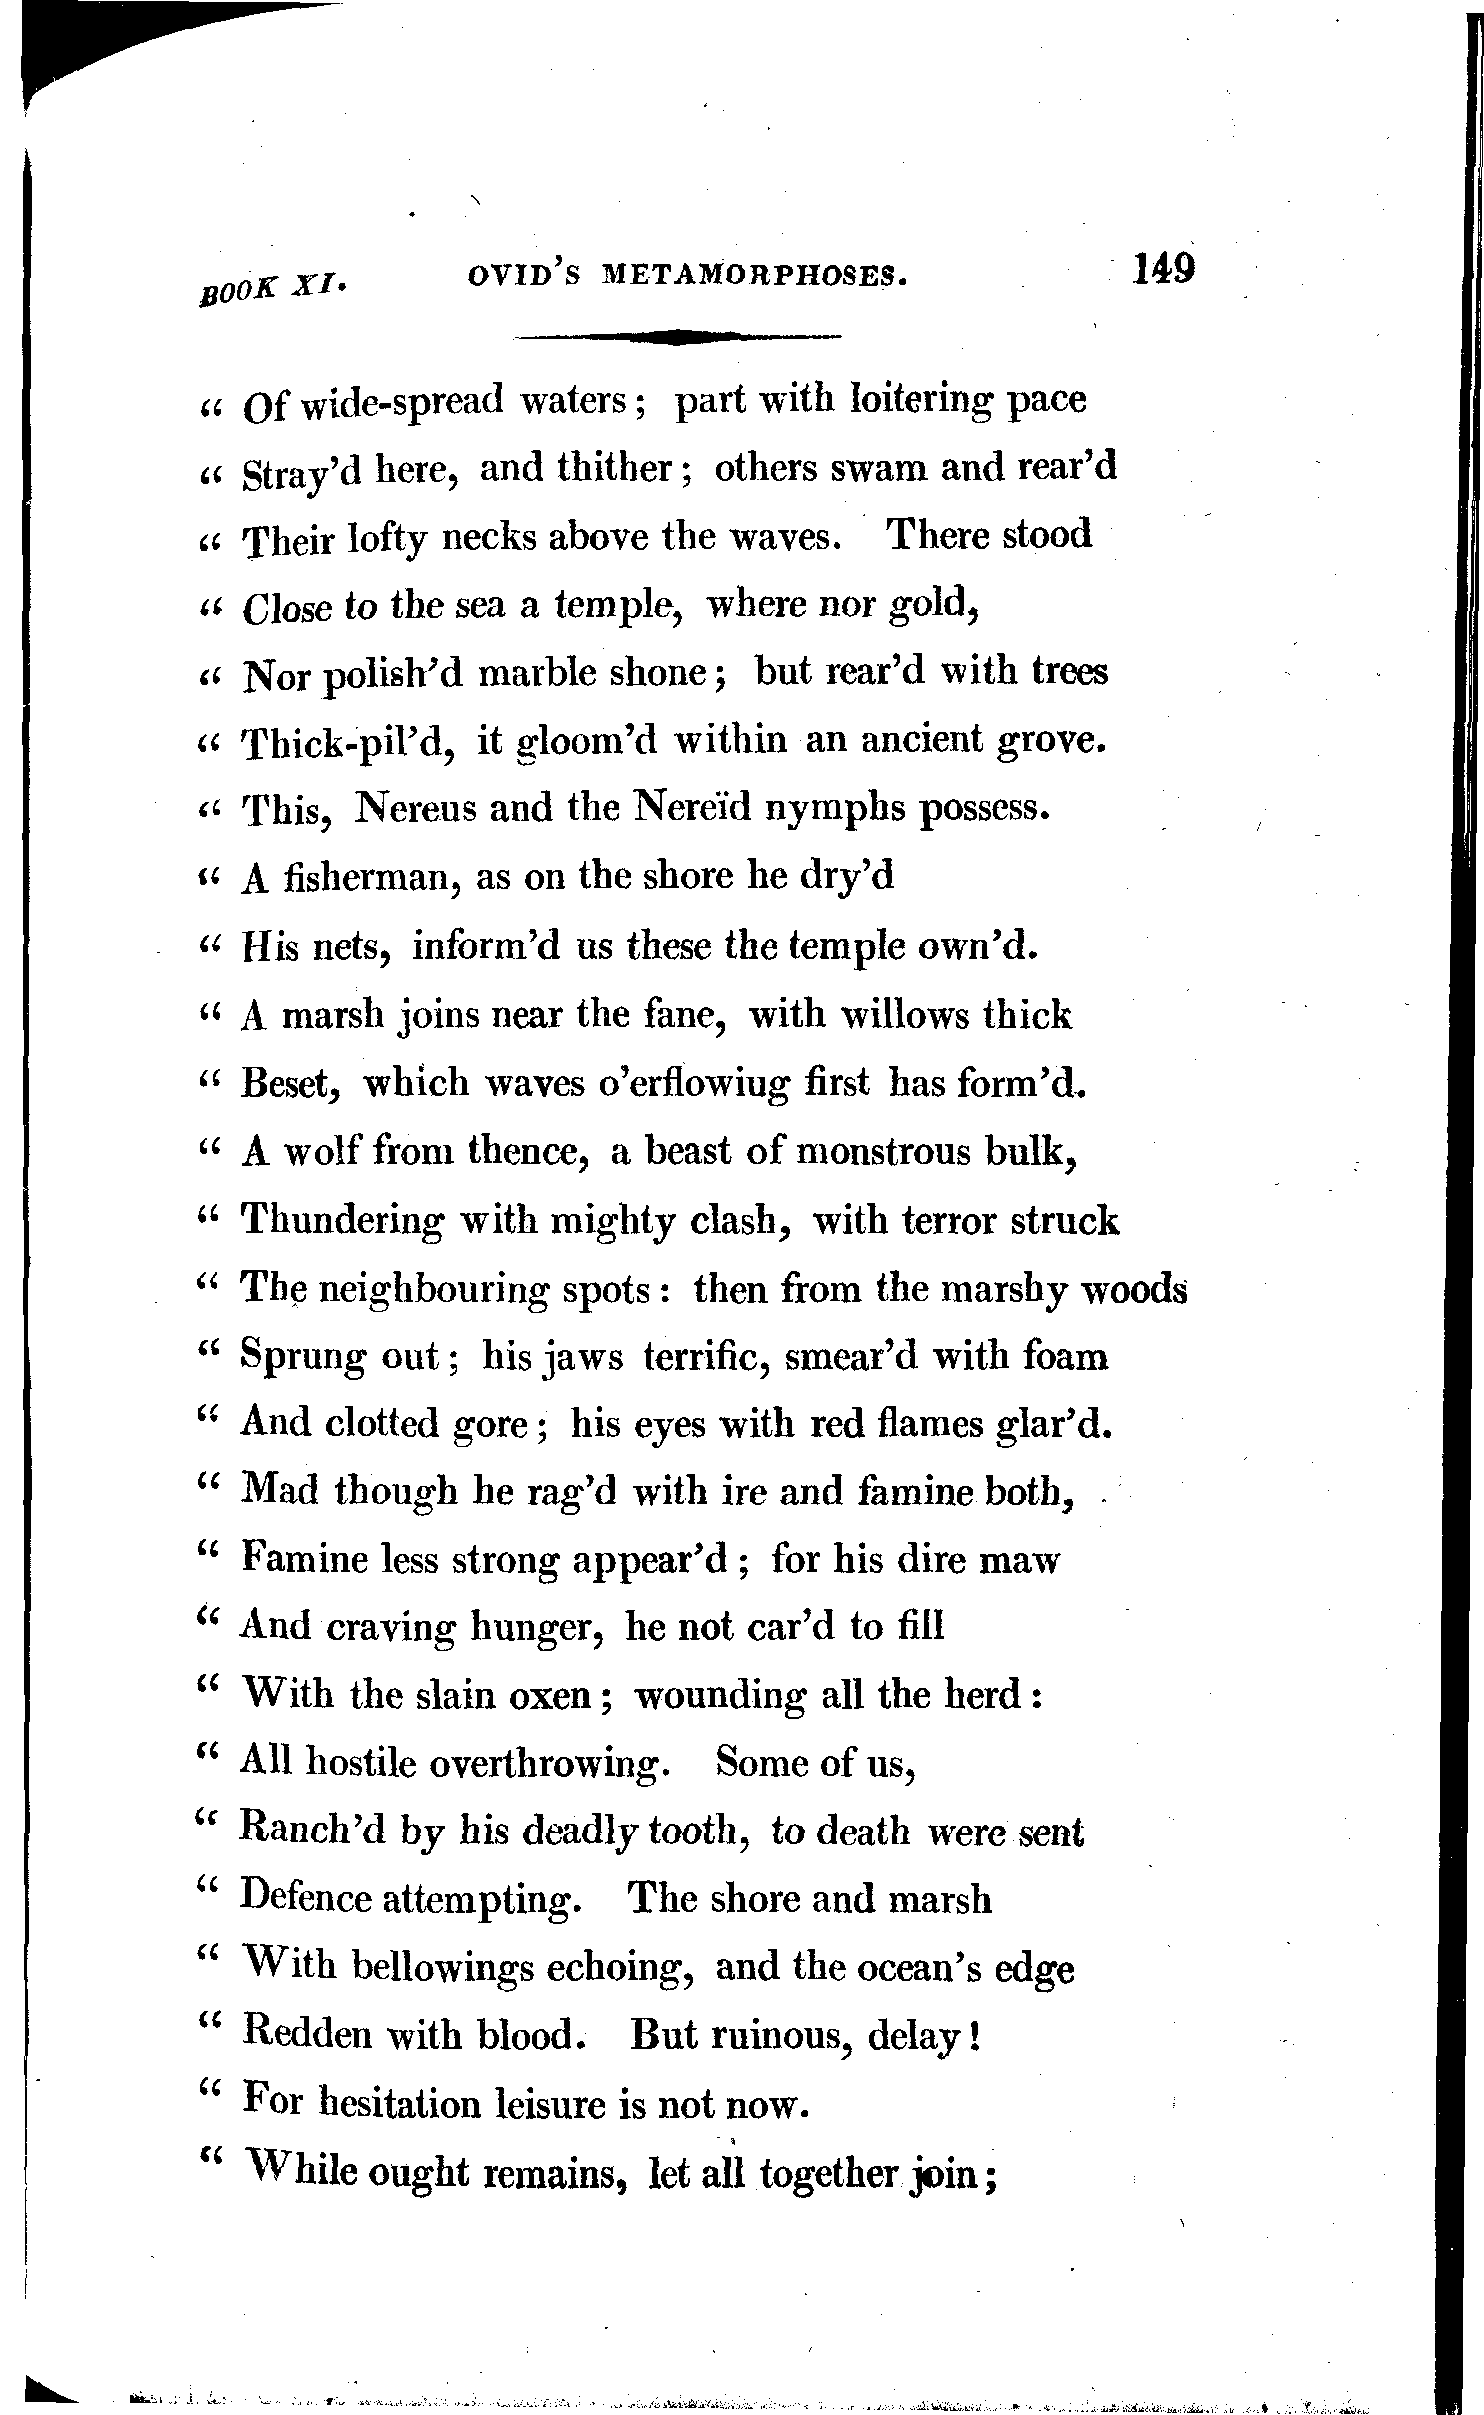 BOOK XI. OVID'S METAMORPHOSES. 149
“ Of wide-spread waters; part with loitering pace
“ Stray'd here, and thither; others swam and rear'd
“ Their lofty necks above the waves. There stood
“ Close to the sea a temple, where nor gold,
“ Nor polish'd marble shone; but rear'd with trees
“ Thick-pil'd, it gloom'd within an ancient grove.
“ This, Nereus and the Nereïd nymphs possess.
“ A fisherman, as on the shore he dry'd
“ His nets, inform'd us these the temple own'd.
“ A marsh joins near the fane, with willows thick
“ Beset, which waves o'erflowiug first has form'd.
“ A wolf from thence, a beast of monstrous bulk,
“ Thundering with mighty clash, with terror struck
“ The neighbouring spots: then from the marshy woods
“ Sprung out; his jaws terrific, smear'd with foam
“ And clotted gore; his eyes with red flames glar'd.
“ Mad though he rag'd with ire and famine both,
“ Famine less strong appear'd; for his dire maw
“ And craving hunger, he not car'd to fill
“ With the slain oxen; wounding all the herd:
“ All hostile overthrowing. Some of us,
“ Ranch'd by his deadly tooth, to death were sent
“ Defence attempting. The shore and marsh
“ With bellowings echoing, and the ocean's edge
“ Redden with blood. But ruinous, delay!
“ For hesitation leisure is not now.
“ While ought remains, let all together join;